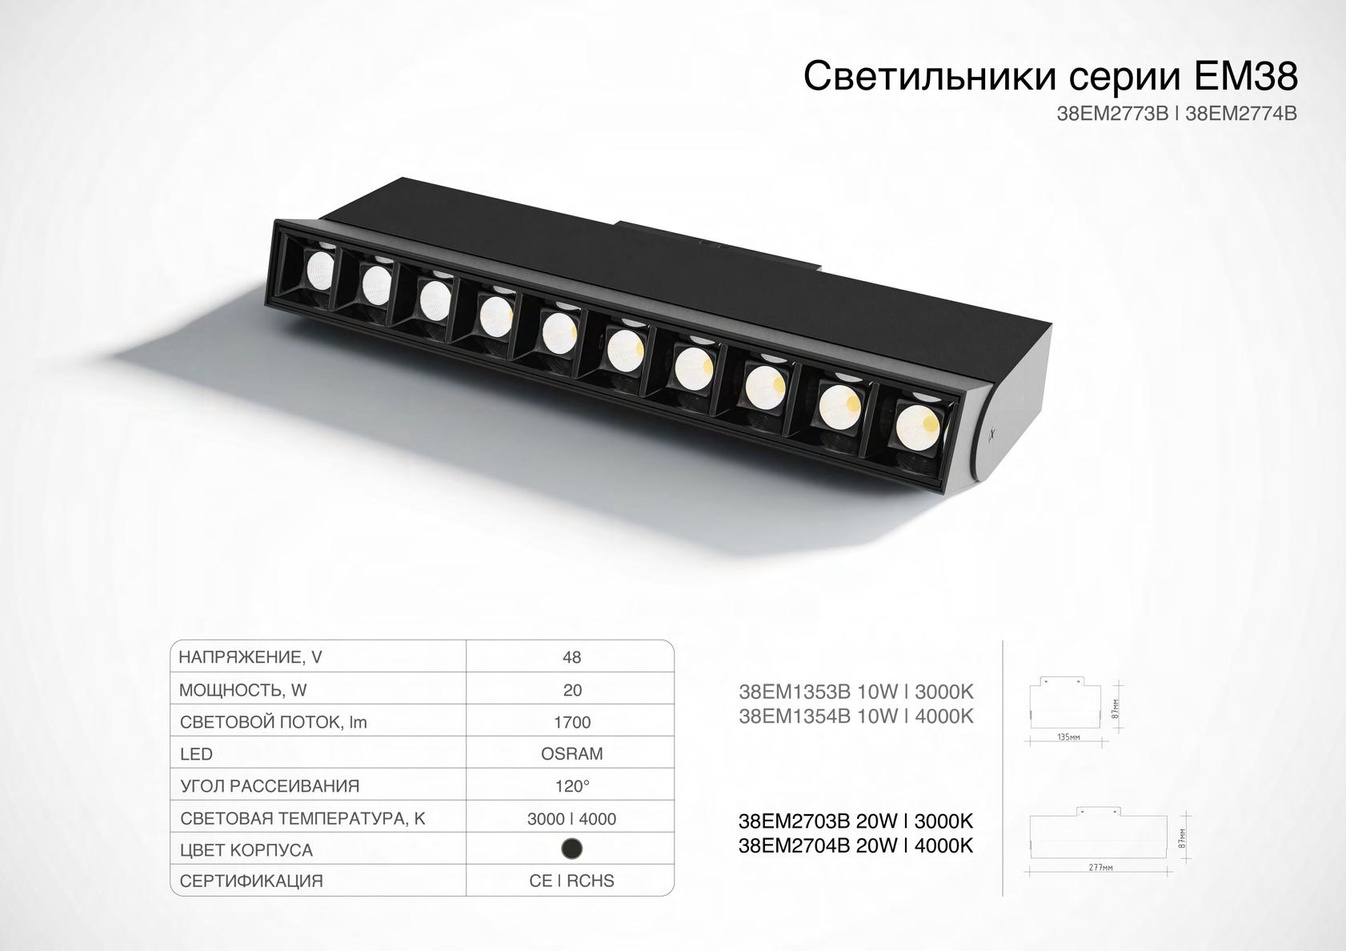 Светильники серии EM38
38EM2773B | 38EM2774B
НАПРЯЖЕНИЕ, V 48
МОЩНОСТЬ, W 20
СВЕТОВОЙ ПОТОК, lm 1700
LED OSRAM
УГОЛ РАССЕИВАНИЯ 120°
СВЕТОВАЯ ТЕМПЕРАТУРА, K 3000 | 4000
ЦВЕТ КОРПУСА
СЕРТИФИКАЦИЯ CE | RCHS
38EM1353B 10W | 3000K
38EM1354B 10W | 4000K
87мм
135мм
38EM2703B 20W | 3000K
38EM2704B 20W | 4000K
87мм
277мм